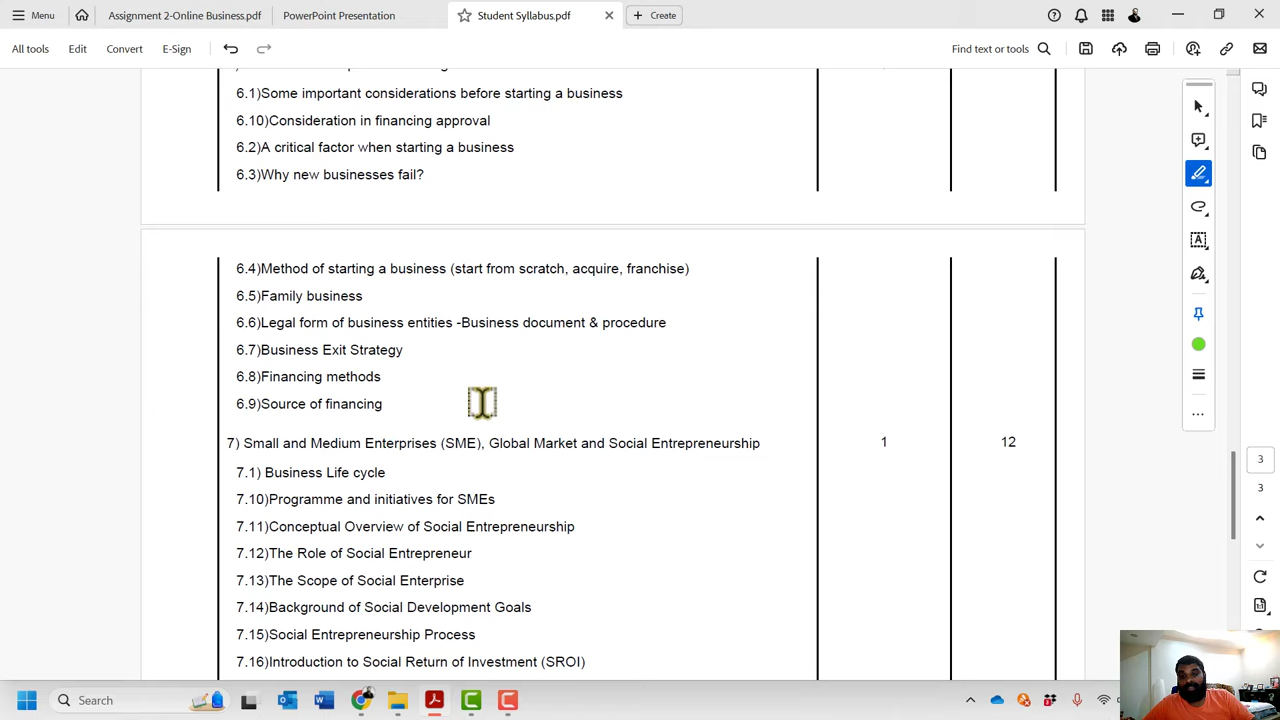 Menu
Assignment 2-Online Business.pdf
PowerPoint Presentation
Student Syllabus.pdf
Create
All tools
Edit
Convert
E-Sign
Find text or tools
6.1)Some important considerations before starting a business
6.10)Consideration in financing approval
6.2)A critical factor when starting a business
6.3)Why new businesses fail?
6.4)Method of starting a business (start from scratch, acquire, franchise)
6.5)Family business
6.6)Legal form of business entities -Business document & procedure
6.7)Business Exit Strategy
6.8)Financing methods
6.9)Source of financing
7) Small and Medium Enterprises (SME), Global Market and Social Entrepreneurship 1 12
7.1) Business Life cycle
7.10)Programme and initiatives for SMEs
7.11)Conceptual Overview of Social Entrepreneurship
7.12)The Role of Social Entrepreneur
7.13)The Scope of Social Enterprise
7.14)Background of Social Development Goals
7.15)Social Entrepreneurship Process
7.16)Introduction to Social Return of Investment (SROI)
3
3
Search